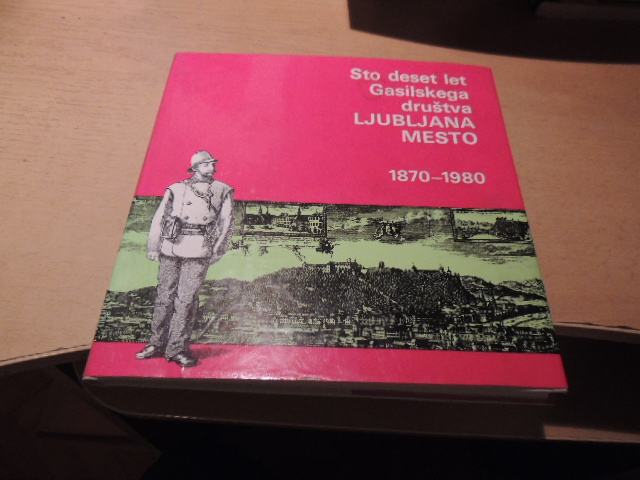 Sto deset let
Gasilskega
društva
LJUBLJANA
MESTO
1870–1980